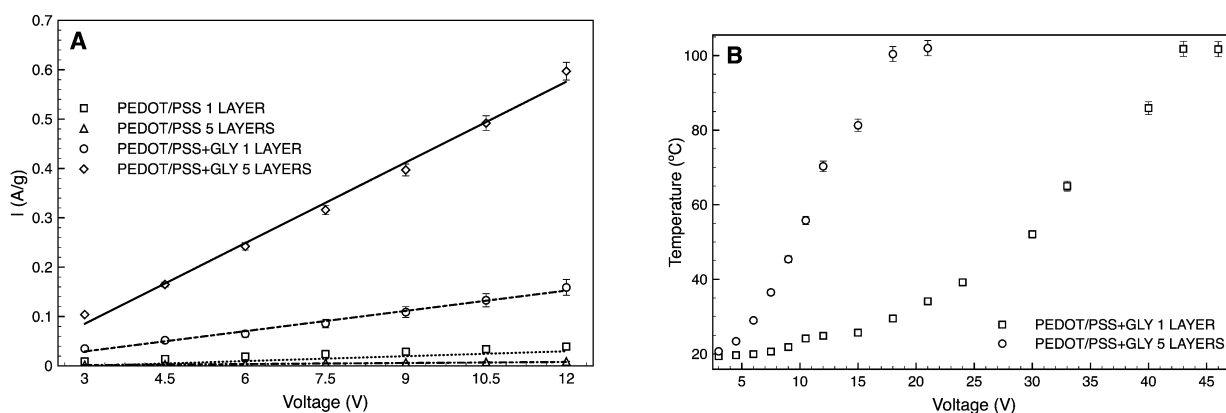 A
0.7
0.6
0.5
0.4
0.3
0.2
0.1
0
I (A/g)
PEDOT/PSS 1 LAYER
PEDOT/PSS 5 LAYERS
PEDOT/PSS+GLY 1 LAYER
PEDOT/PSS+GLY 5 LAYERS
3 4.5 6 7.5 9 10.5 12
Voltage (V)
B
100
80
60
40
20
Temperature (°C)
PEDOT/PSS+GLY 1 LAYER
PEDOT/PSS+GLY 5 LAYERS
5 10 15 20 25 30 35 40 45
Voltage (V)